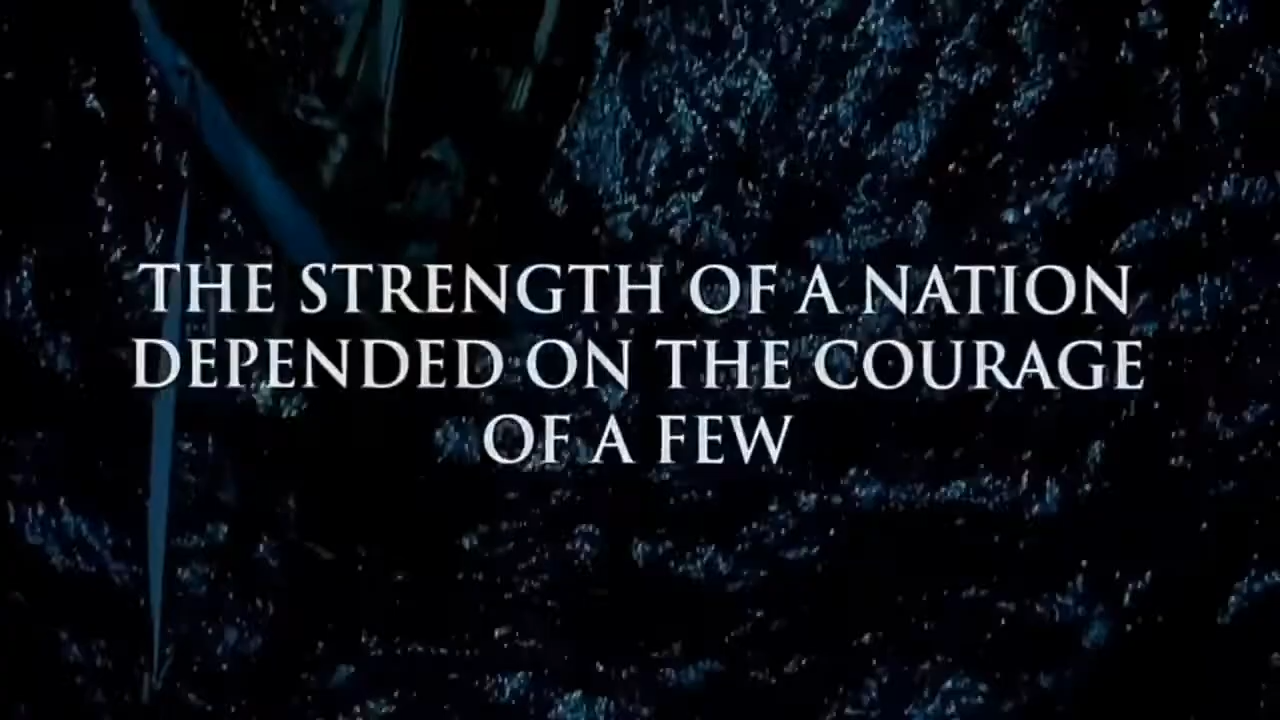 THE STRENGTH OF A NATION
DEPENDED ON THE COURAGE
OF A FEW